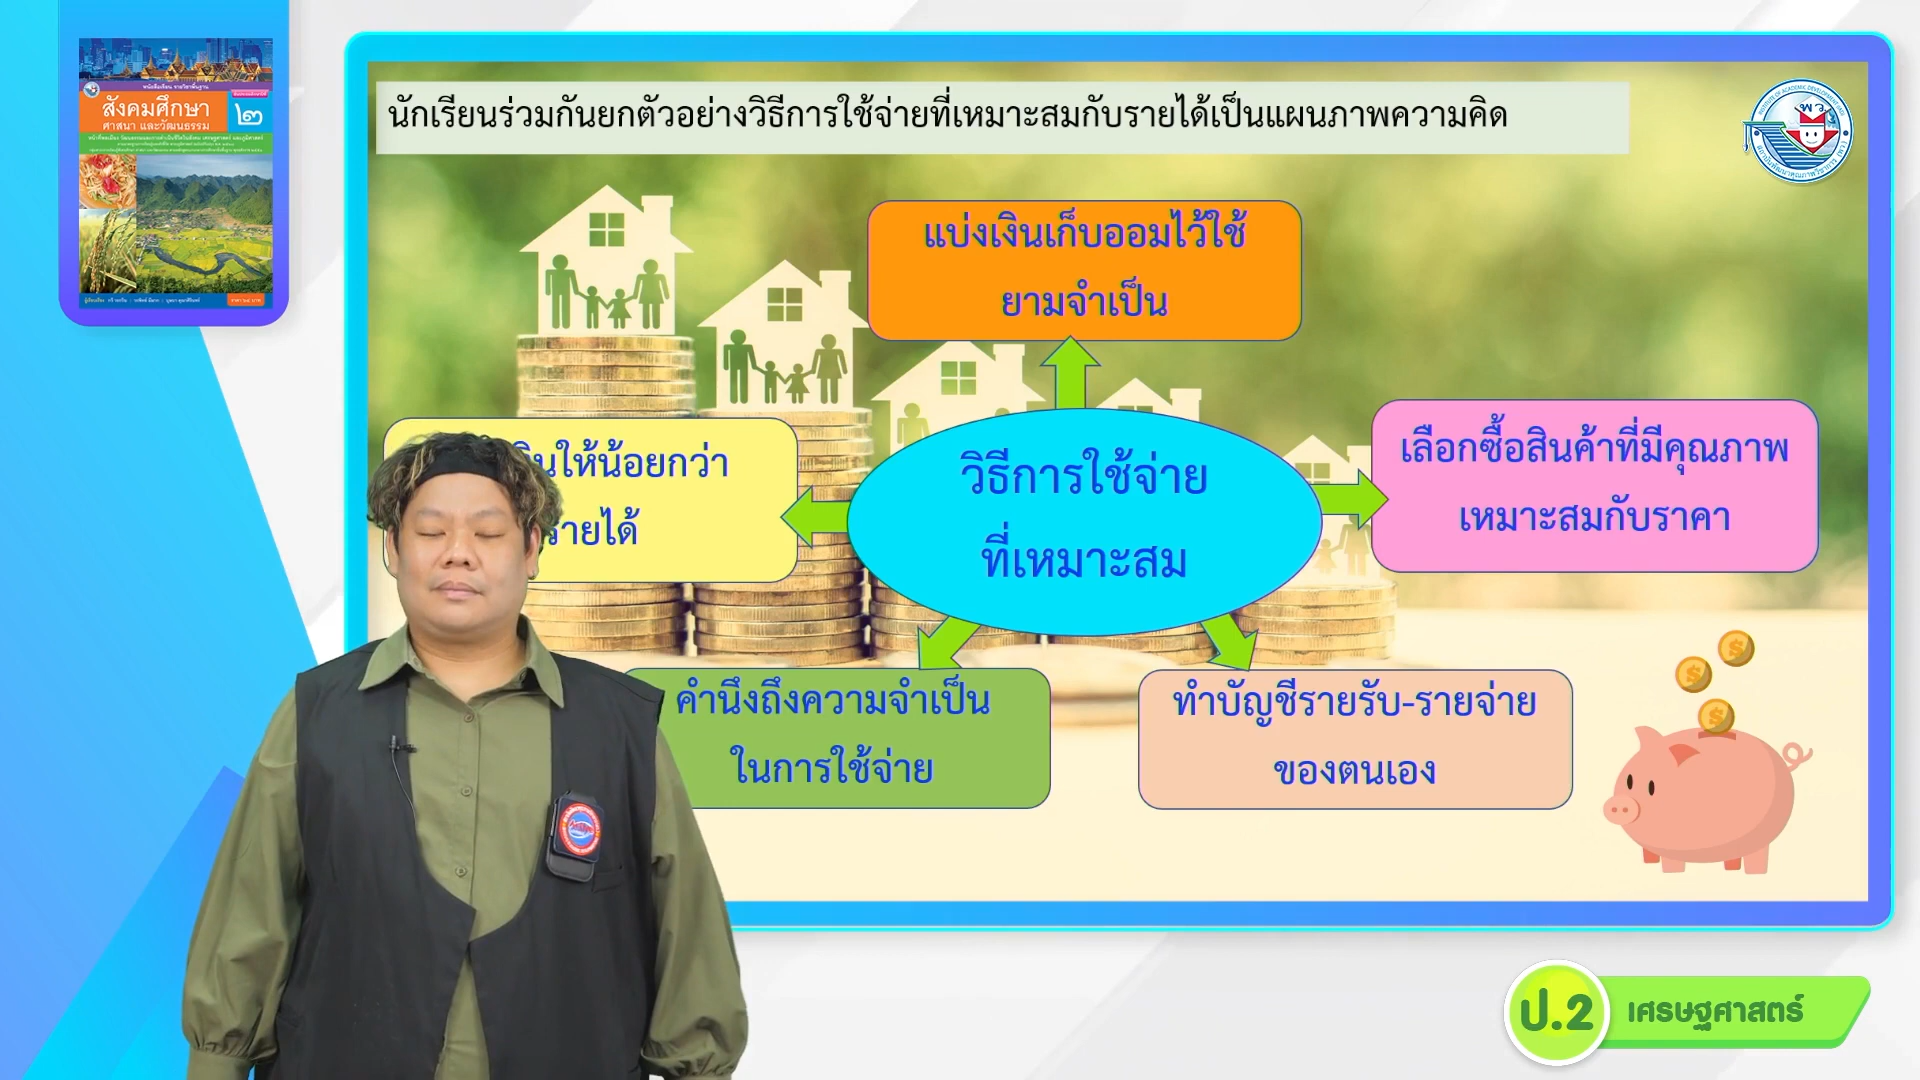 สังคมศึกษา
ศาสนา และวัฒนธรรม
๒
นักเรียนร่วมกันยกตัวอย่างวิธีการใช้จ่ายที่เหมาะสมกับรายได้เป็นแผนภาพความคิด
พว
แบ่งเงินเก็บออมไว้ใช้
ยามจำเป็น
ให้น้อยกว่า
รายได้
วิธีการใช้จ่าย
ที่เหมาะสม
เลือกซื้อสินค้าที่มีคุณภาพ
เหมาะสมกับราคา
คำนึงถึงความจำเป็น
ในการใช้จ่าย
ทำบัญชีรายรับ-รายจ่าย
ของตนเอง
ป.2
เศรษฐศาสตร์